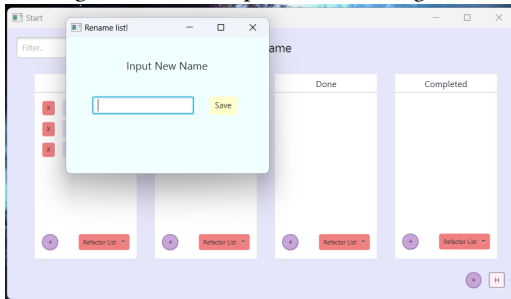 Start
Rename list!
Filter..
ame
Input New Name
Save
Done
Completed
X
X
X
+
Refactor List
+
Refactor List
+
Refactor List
+
Refactor List
+
H